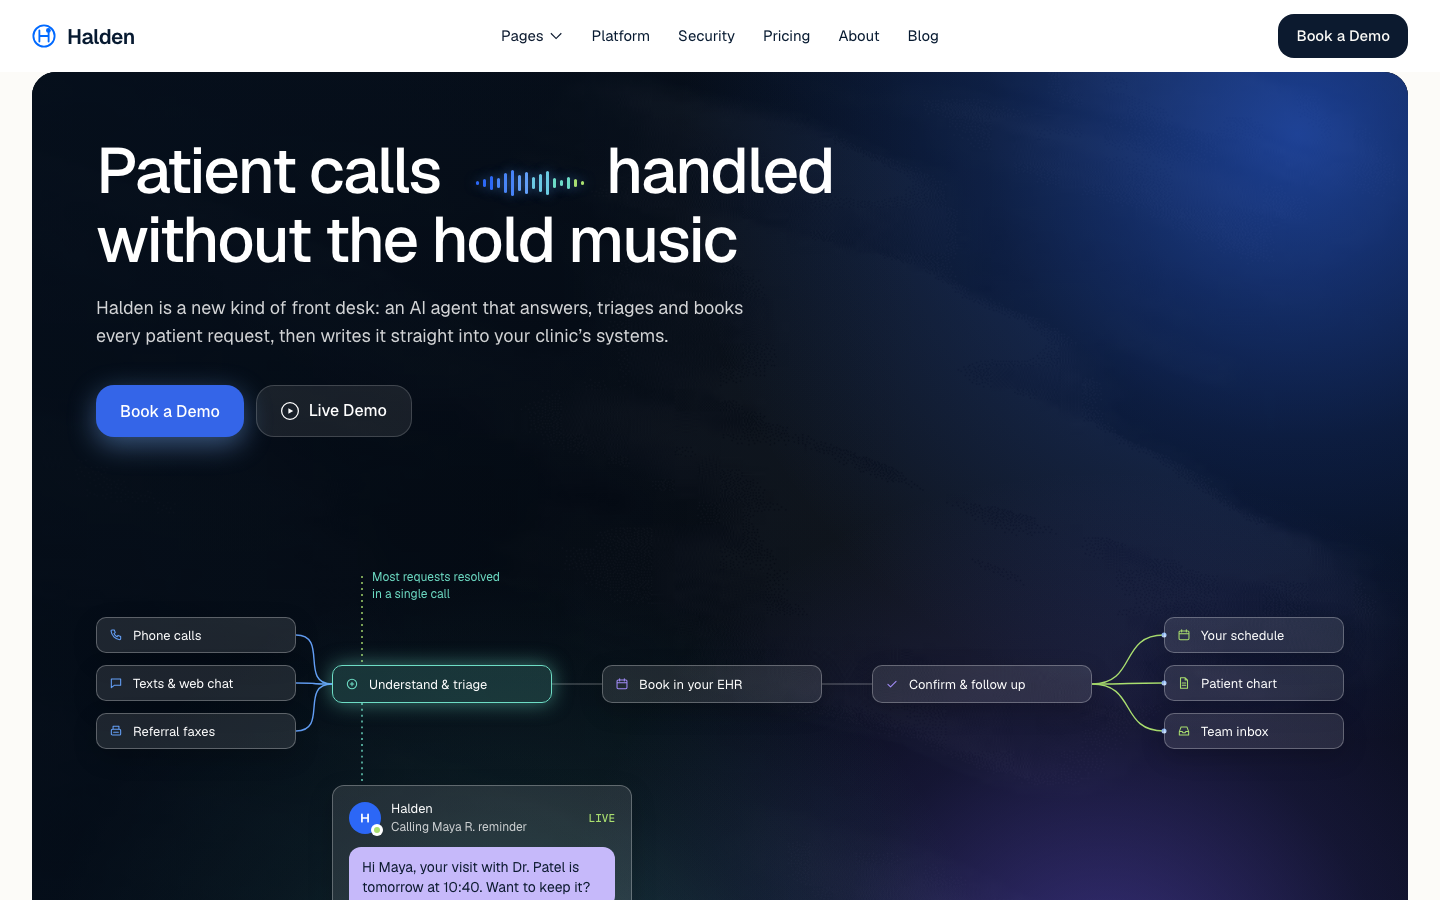 Halden
Pages
Platform
Security
Pricing
About
Blog
Book a Demo
Patient calls handled
without the hold music
Halden is a new kind of front desk: an AI agent that answers, triages and books
every patient request, then writes it straight into your clinic’s systems.
Book a Demo
Live Demo
Most requests resolved
in a single call
Phone calls
Texts & web chat
Referral faxes
Understand & triage
Book in your EHR
Confirm & follow up
Your schedule
Patient chart
Team inbox
H
Halden
Calling Maya R. reminder
LIVE
Hi Maya, your visit with Dr. Patel is
tomorrow at 10:40. Want to keep it?